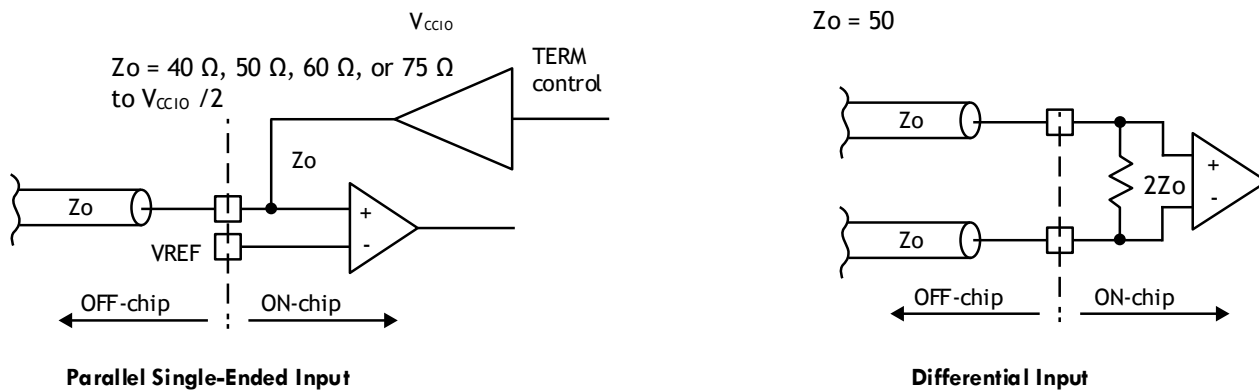 VCCIO
Zo = 40 Ω, 50 Ω, 60 Ω, or 75 Ω
to VCCIO /2
TERM
control
Zo
Zo
+
-
VREF
OFF-chip
ON-chip
Parallel Single-Ended Input
Zo = 50
Zo
+
2Zo
-
Zo
OFF-chip
ON-chip
Differential Input